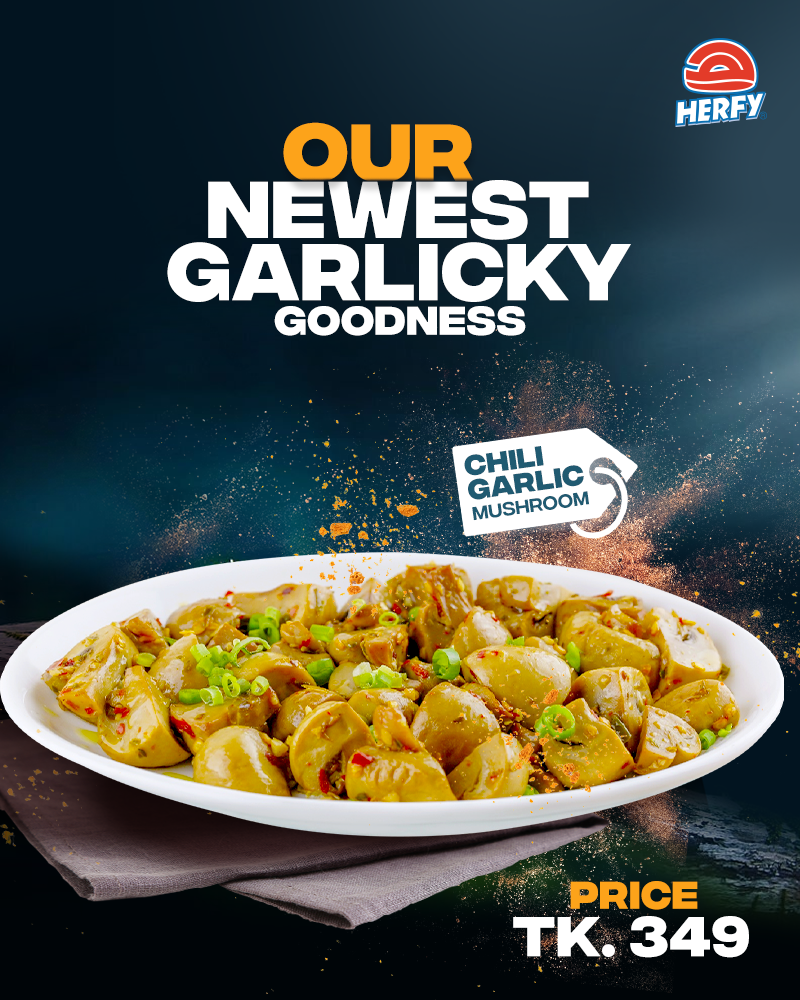 HERFY
OUR
NEWEST
GARLICKY
GOODNESS
CHILI
GARLIC
MUSHROOM
PRICE
TK. 349